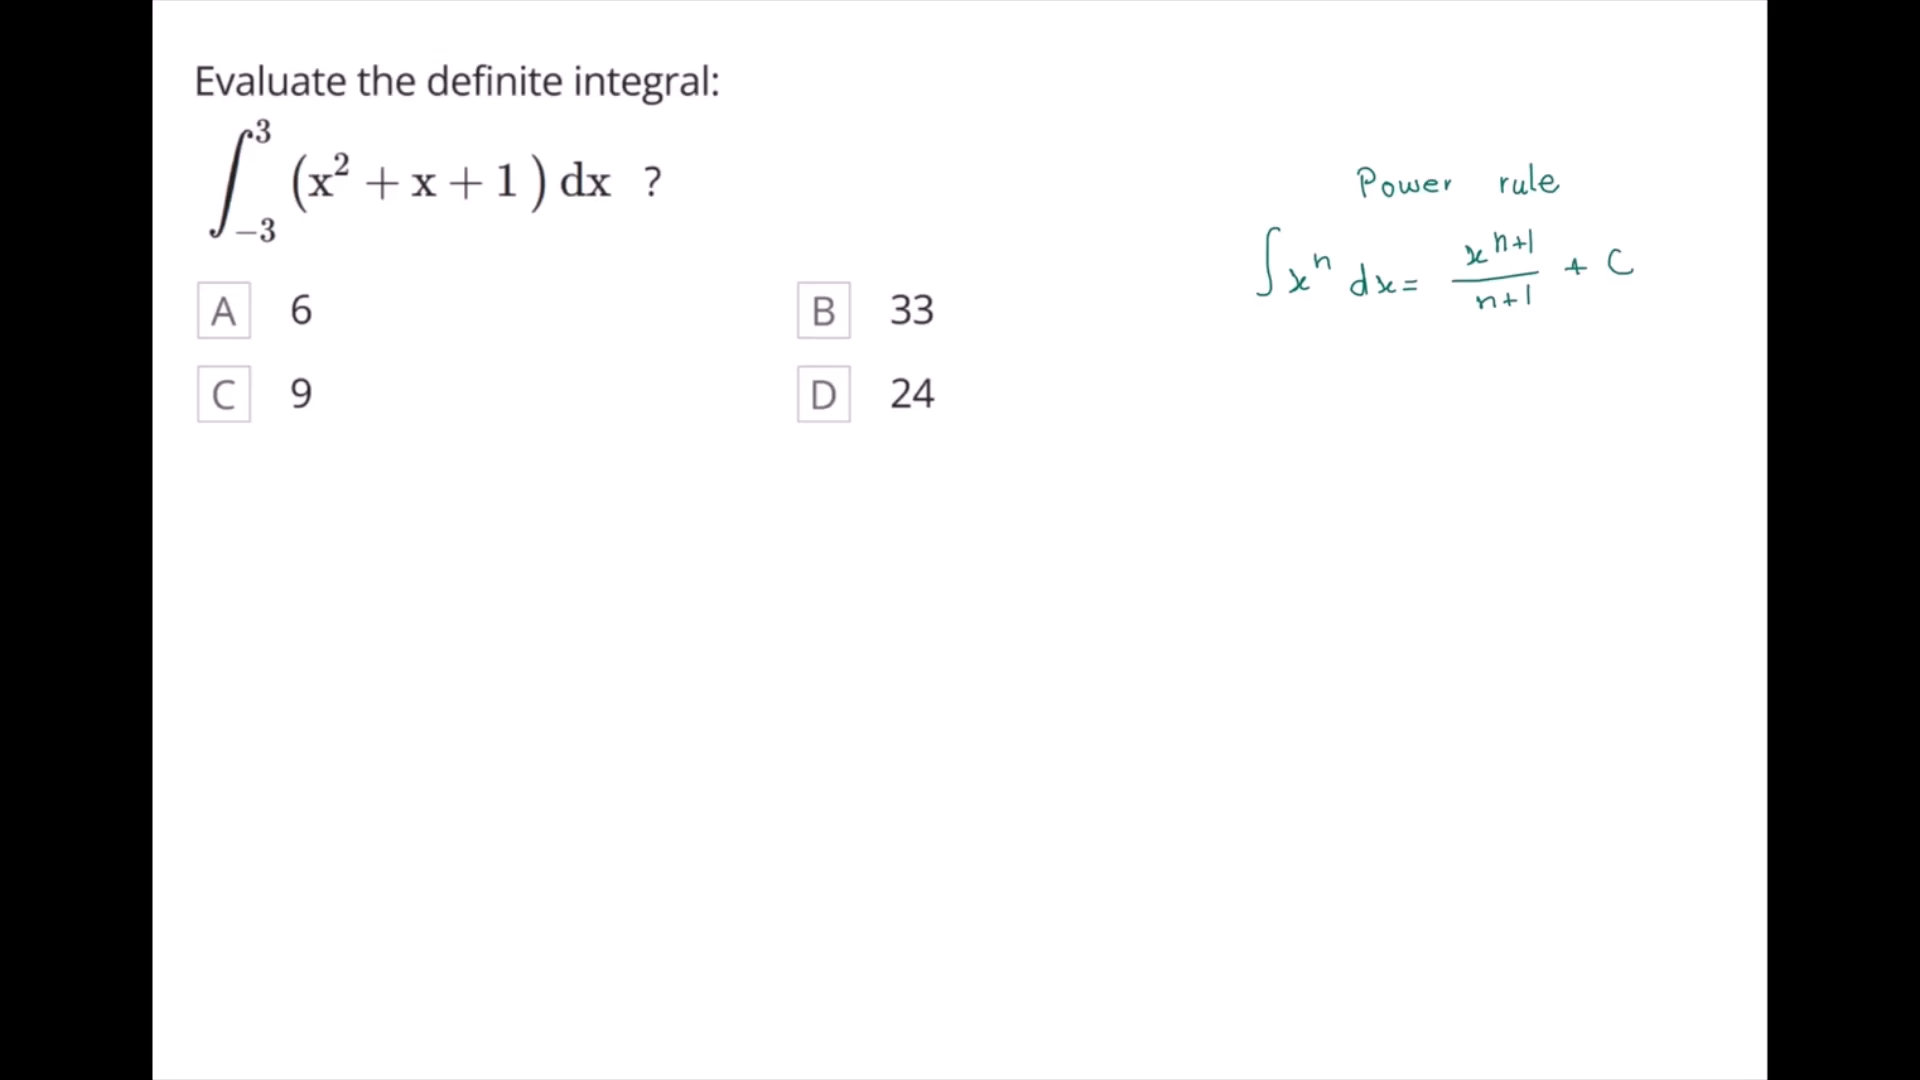 Evaluate the definite integral:
∫₋₃³ (x² + x + 1) dx ?
A 6
B 33
C 9
D 24
Power rule
∫xⁿ dx = xⁿ⁺¹/n+1 + C